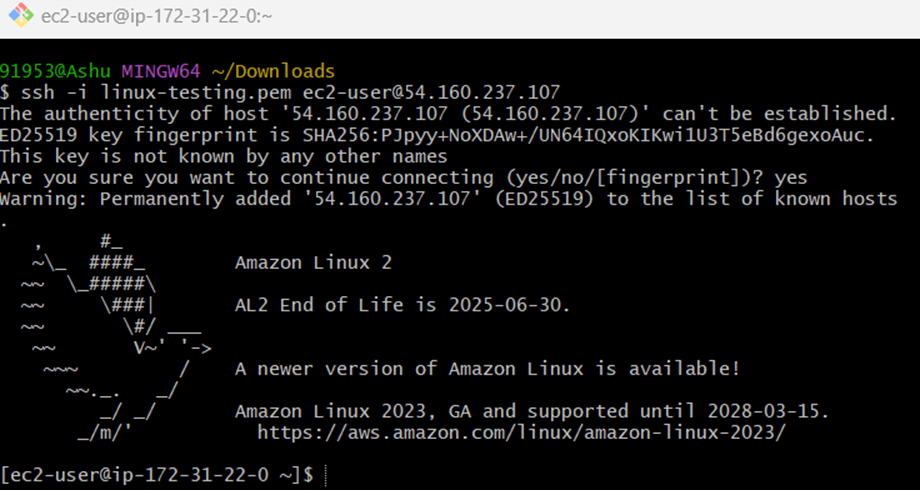 ec2-user@ip-172-31-22-0:~
91953@Ashu MINGW64 ~/Downloads
$ ssh -i linux-testing.pem ec2-user@54.160.237.107
The authenticity of host '54.160.237.107 (54.160.237.107)' can't be established.
ED25519 key fingerprint is SHA256:PJpyy+NoXDAw+/UN64IQxoKIKwi1U3T5eBd6gexoAuc.
This key is not known by any other names
Are you sure you want to continue connecting (yes/no/[fingerprint])? yes
Warning: Permanently added '54.160.237.107' (ED25519) to the list of known hosts
.
   ,     #_
   ~\_  ####_        Amazon Linux 2
  ~~  \_#####\
  ~~     \###|       AL2 End of Life is 2025-06-30.
  ~~       \#/ ___
   ~~       V~' '->
    ~~~         /    A newer version of Amazon Linux is available!
      ~~._.   _/
         _/ _/       Amazon Linux 2023, GA and supported until 2028-03-15.
       _/m/'           https://aws.amazon.com/linux/amazon-linux-2023/
[ec2-user@ip-172-31-22-0 ~]$